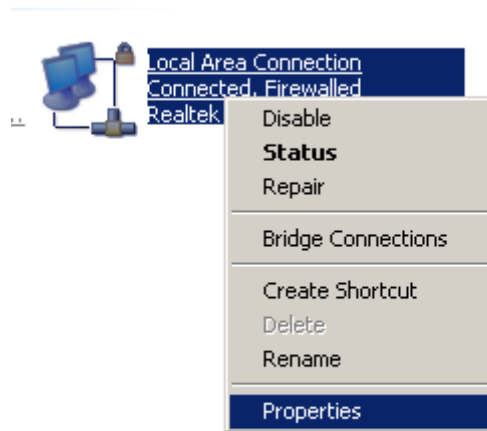 Local Area Connection
Connected, Firewalled
Realtek
Disable
Status
Repair
Bridge Connections
Create Shortcut
Delete
Rename
Properties